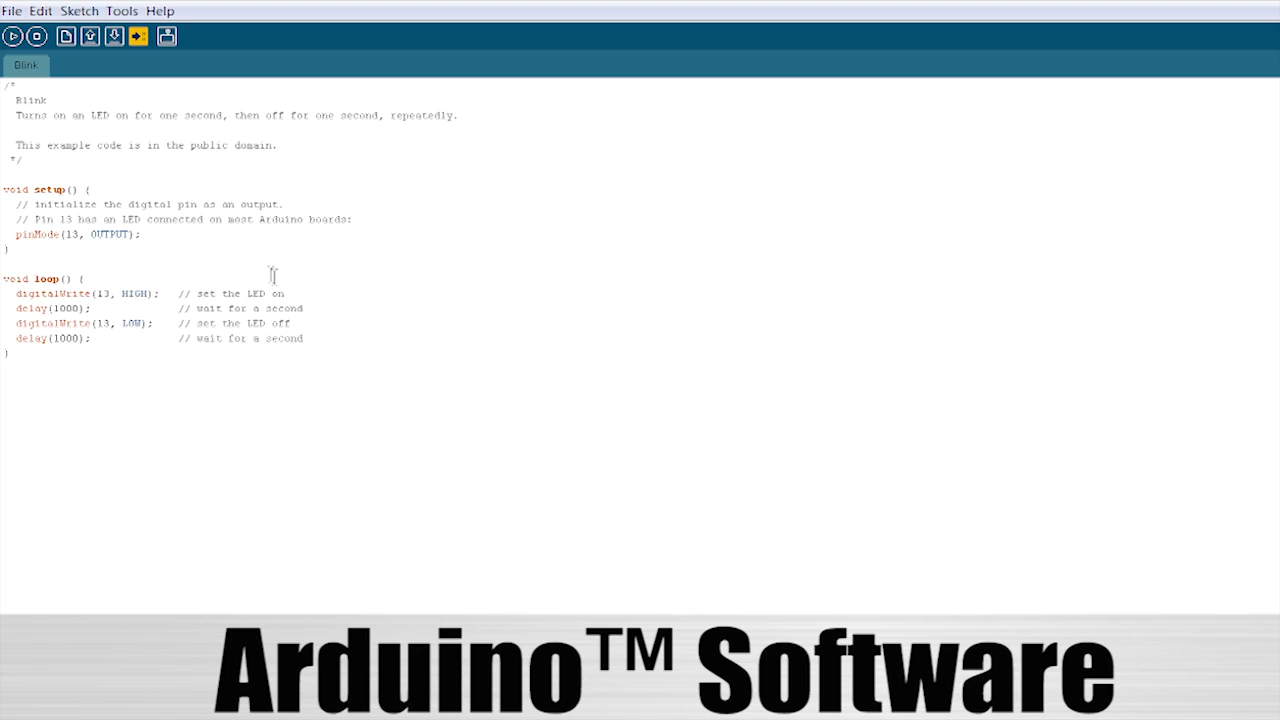 File Edit Sketch Tools Help
Blink
/*
  Blink
  Turns on an LED on for one second, then off for one second, repeatedly.

  This example code is in the public domain.
 */

void setup() {
  // initialize the digital pin as an output.
  // Pin 13 has an LED connected on most Arduino boards:
  pinMode(13, OUTPUT);
}

void loop() {
  digitalWrite(13, HIGH);   // set the LED on
  delay(1000);              // wait for a second
  digitalWrite(13, LOW);    // set the LED off
  delay(1000);              // wait for a second
}
Arduino™ Software